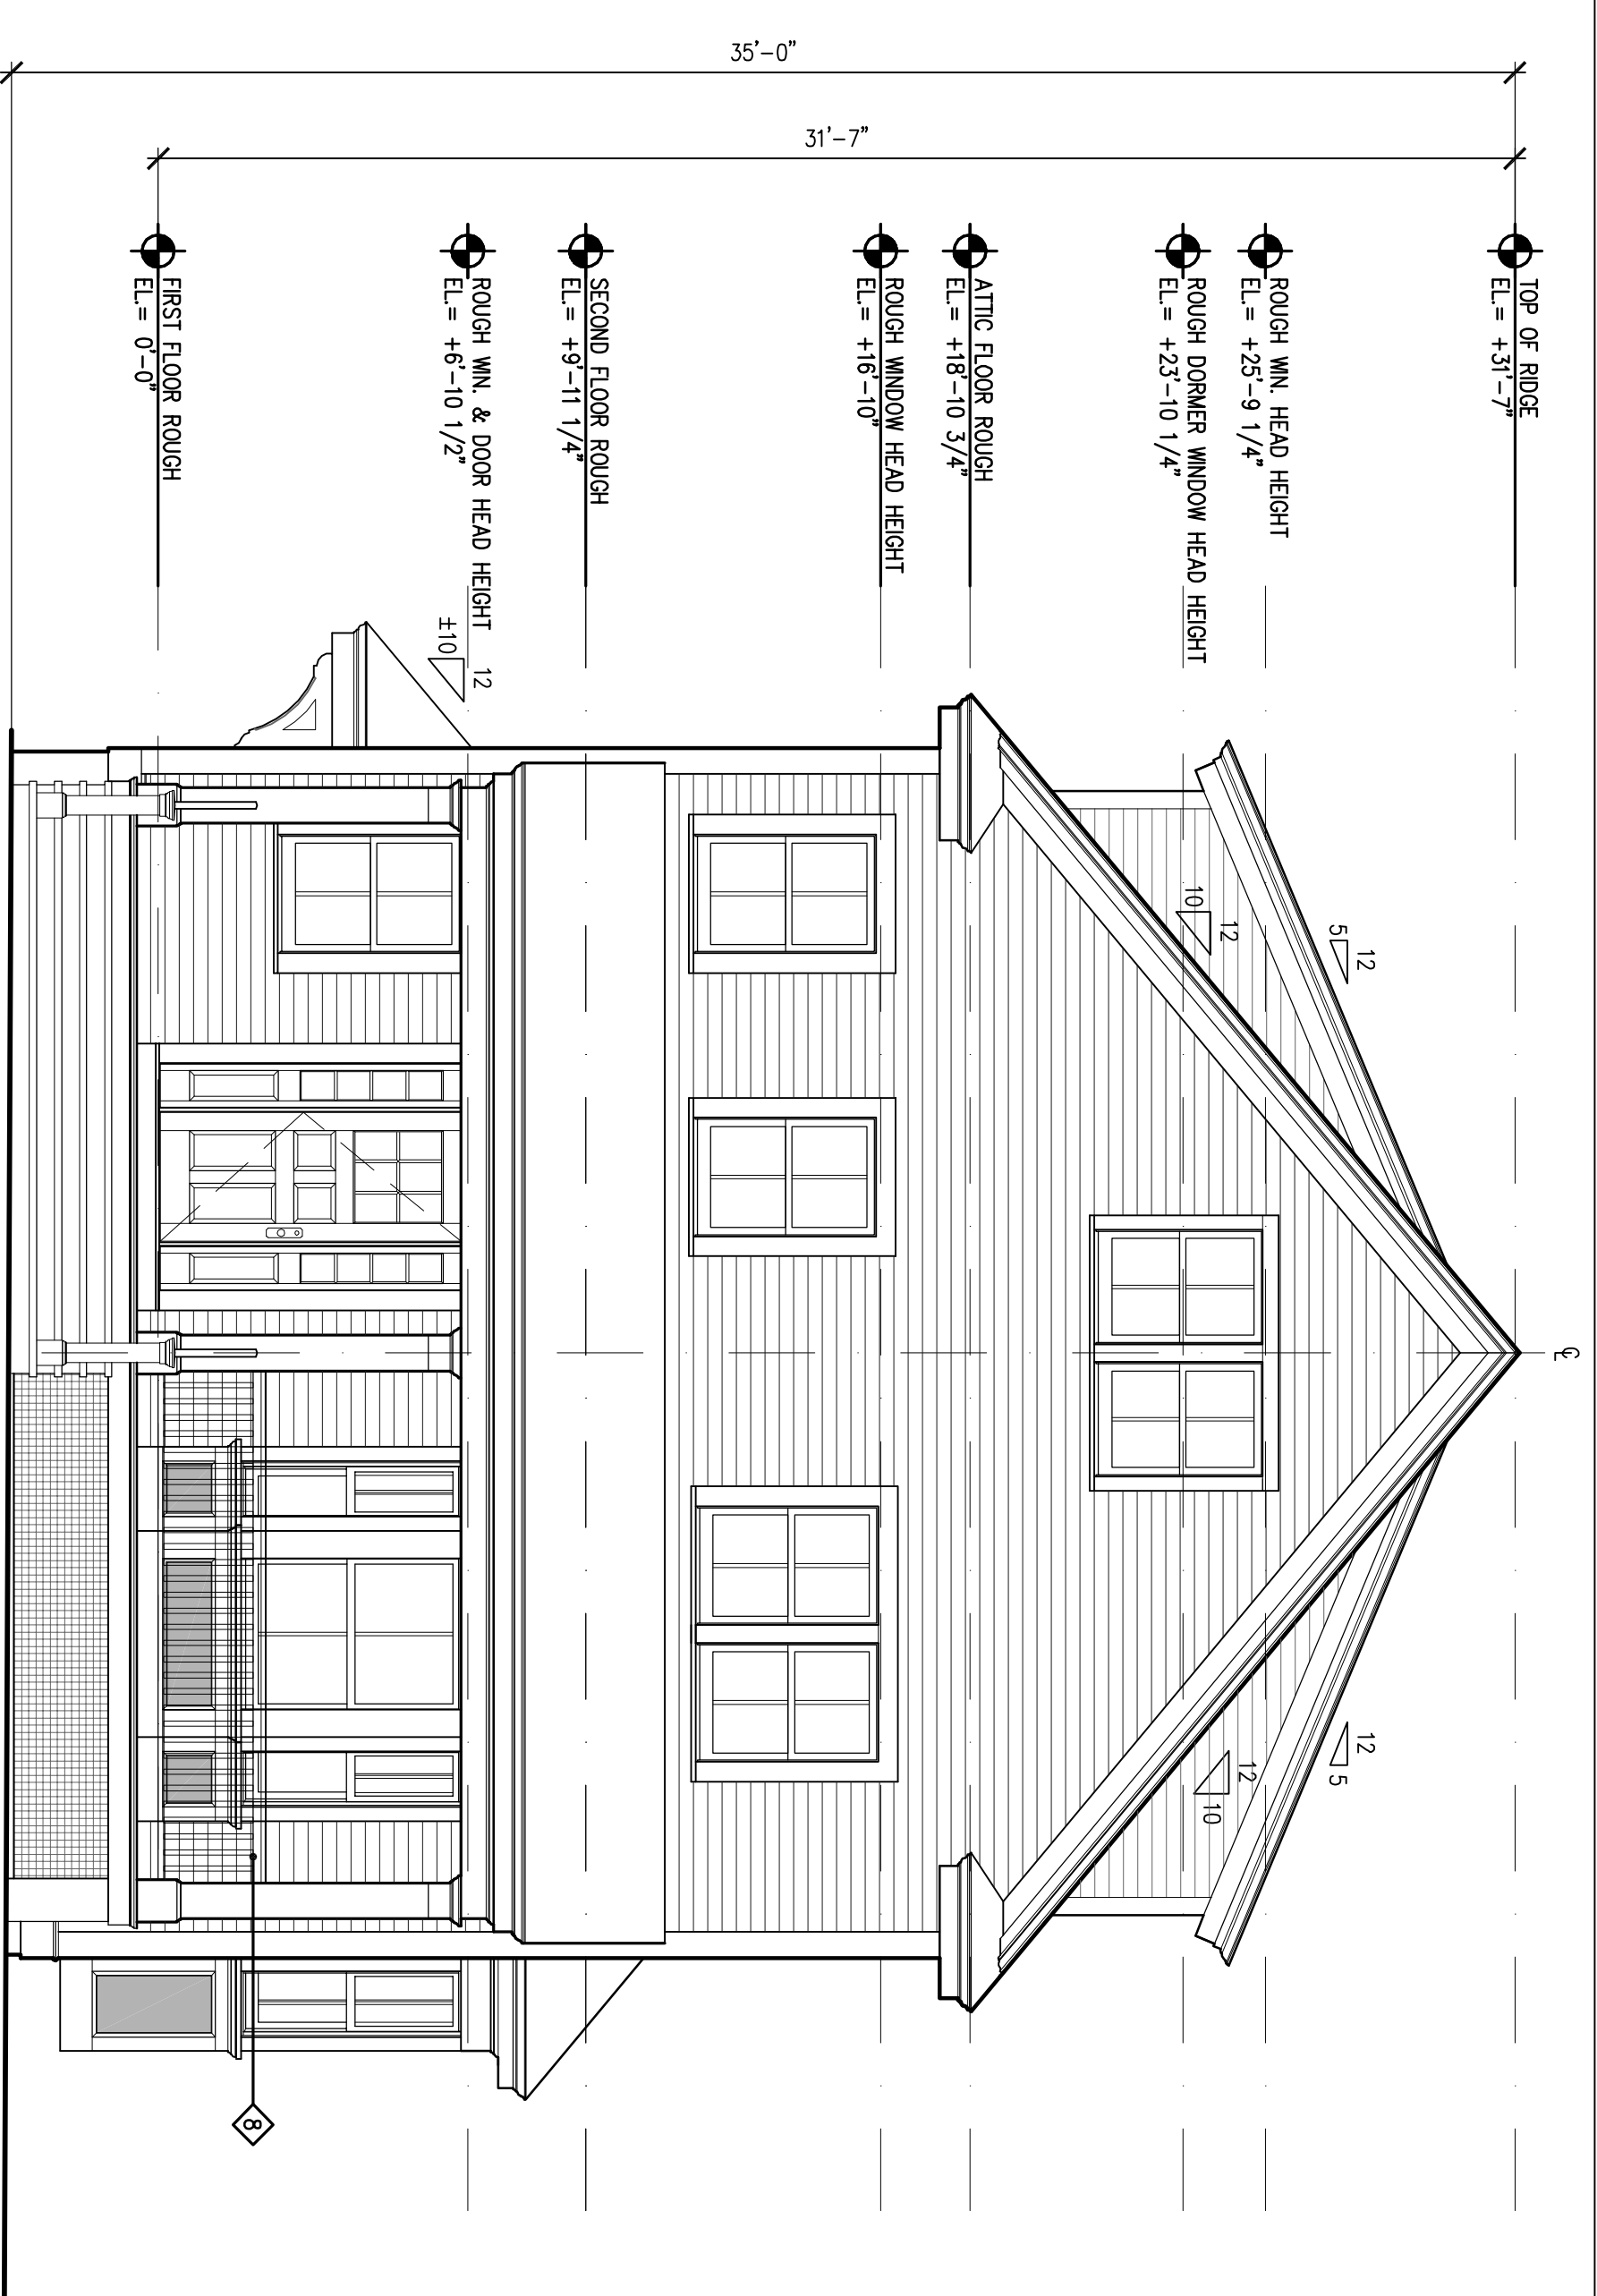 35'-0"
31'-7"
TOP OF RIDGE
EL.= +31'-7"
ROUGH WIN. HEAD HEIGHT
EL.= +25'-9 1/4"
ROUGH DORMER WINDOW HEAD HEIGHT
EL.= +23'-10 1/4"
ATTIC FLOOR ROUGH
EL.= +18'-10 3/4"
ROUGH WINDOW HEAD HEIGHT
EL.= +16'-10"
SECOND FLOOR ROUGH
EL.= +9'-11 1/4"
ROUGH WIN. & DOOR HEAD HEIGHT
EL.= +6'-10 1/2"
FIRST FLOOR ROUGH
EL.= 0'-0"
12
±10
12
5
12
10
℄
12
5
12
10
8